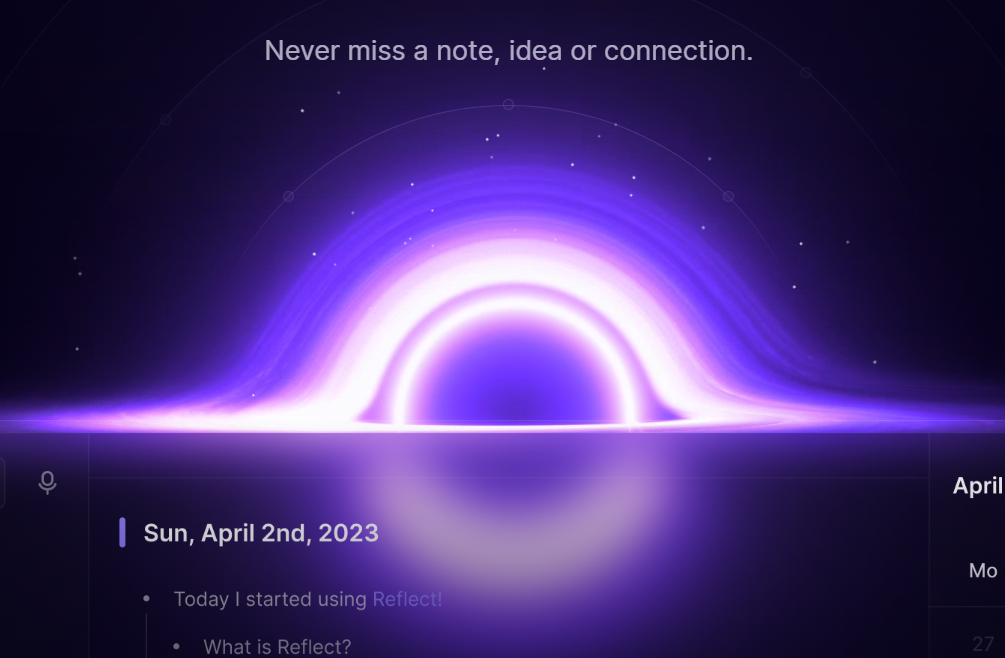 Never miss a note, idea or connection.
April
Sun, April 2nd, 2023
Mo
Today I started using Reflect!
27
What is Reflect?